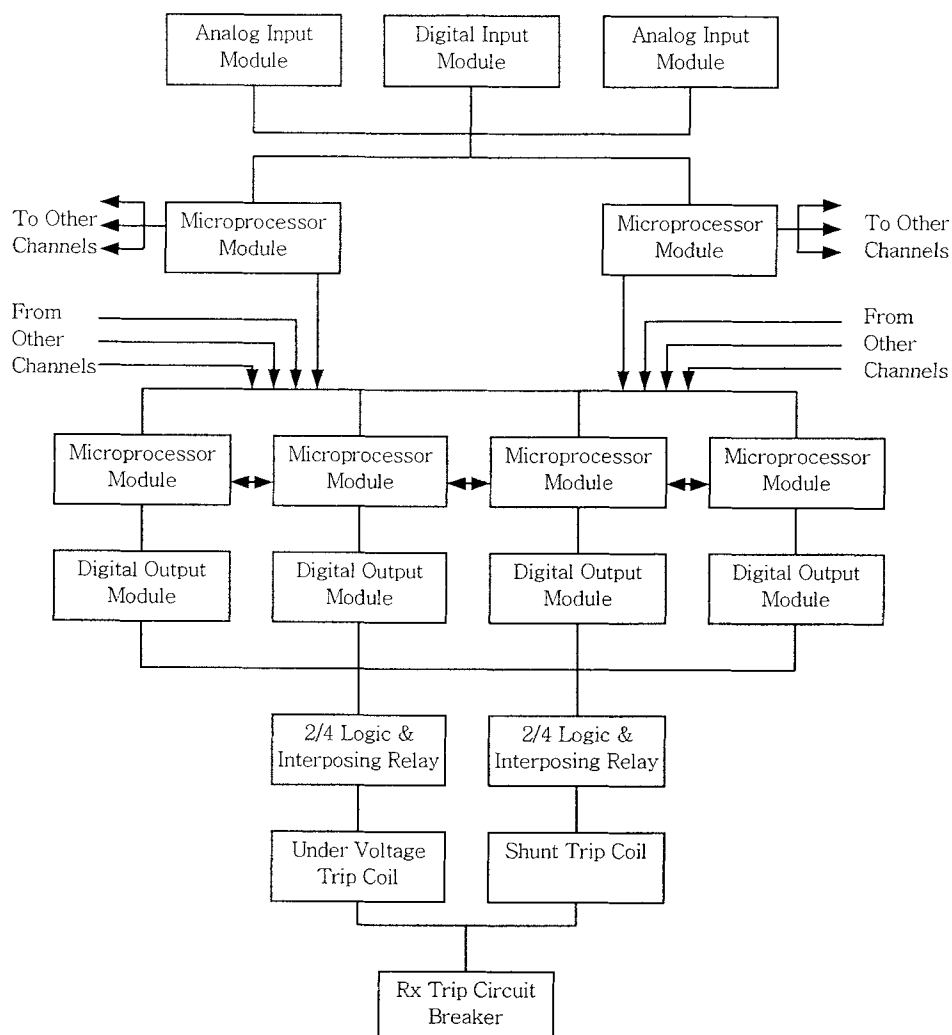 Analog Input
Module
Digital Input
Module
Analog Input
Module
To Other
Channels
Microprocessor
Module
Microprocessor
Module
To Other
Channels
From
Other
Channels
From
Other
Channels
Microprocessor
Module
Microprocessor
Module
Microprocessor
Module
Microprocessor
Module
Digital Output
Module
Digital Output
Module
Digital Output
Module
Digital Output
Module
2/4 Logic &
Interposing Relay
2/4 Logic &
Interposing Relay
Under Voltage
Trip Coil
Shunt Trip Coil
Rx Trip Circuit
Breaker